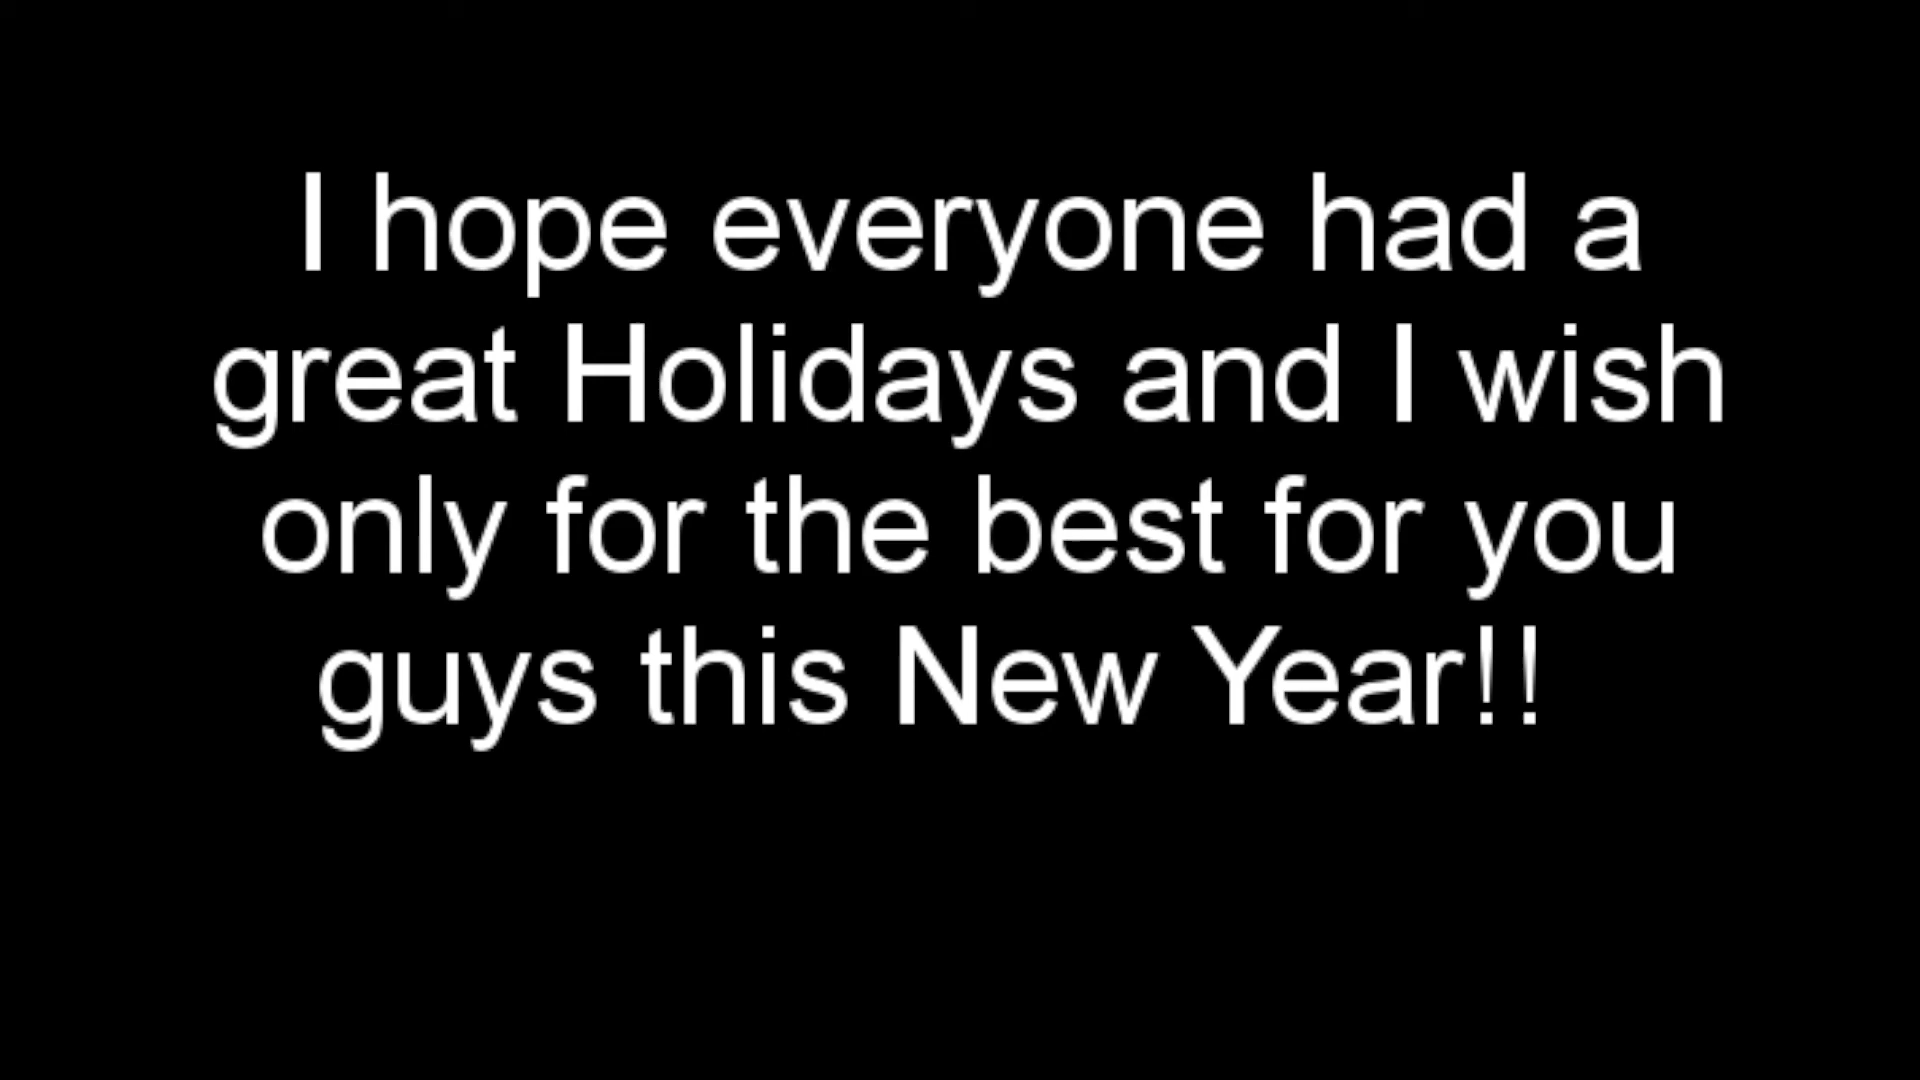 I hope everyone had a
great Holidays and I wish
only for the best for you
guys this New Year!!